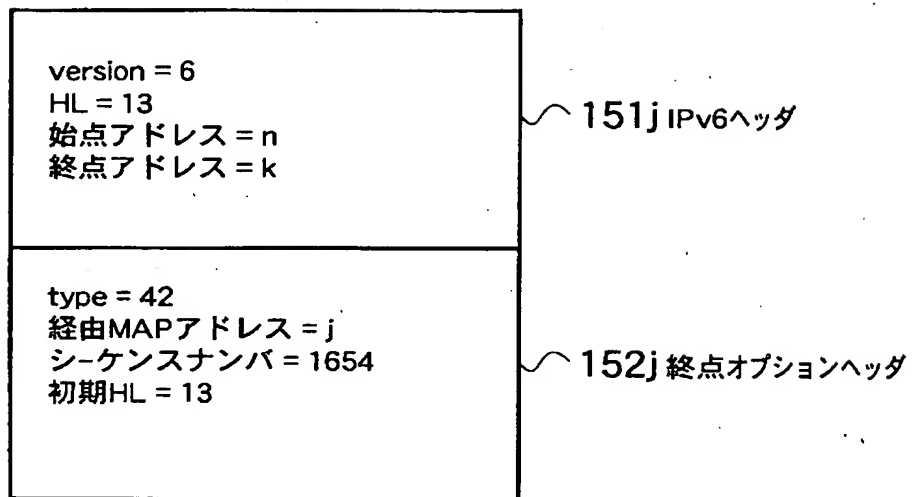 version = 6
HL = 13
始点アドレス = n
終点アドレス = k
151j IPv6ヘッダ
type = 42
経由MAPアドレス = j
シーケンスナンバ = 1654
初期HL = 13
152j 終点オプションヘッダ